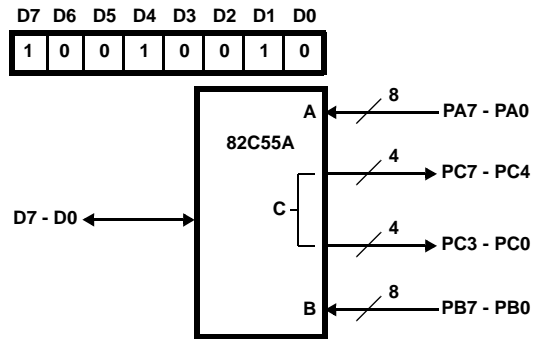 D7 D6 D5 D4 D3 D2 D1 D0
1 0 0 1 0 0 1 0
8
A PA7 - PA0
82C55A
4
PC7 - PC4
C
D7 - D0
4
PC3 - PC0
8
B PB7 - PB0